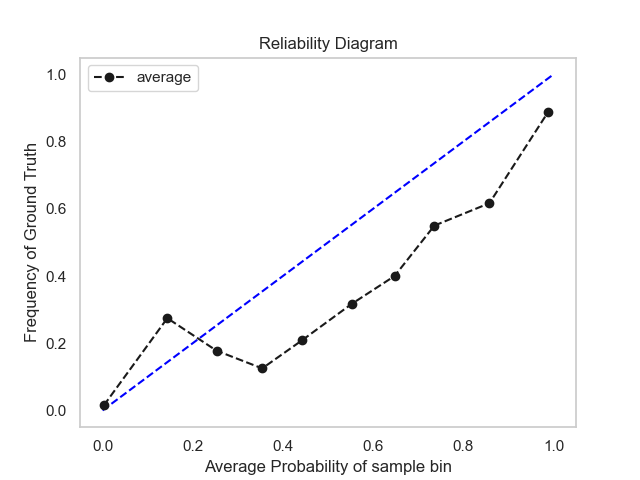 Reliability Diagram
average
Frequency of Ground Truth
1.0
0.8
0.6
0.4
0.2
0.0
0.0 0.2 0.4 0.6 0.8 1.0
Average Probability of sample bin